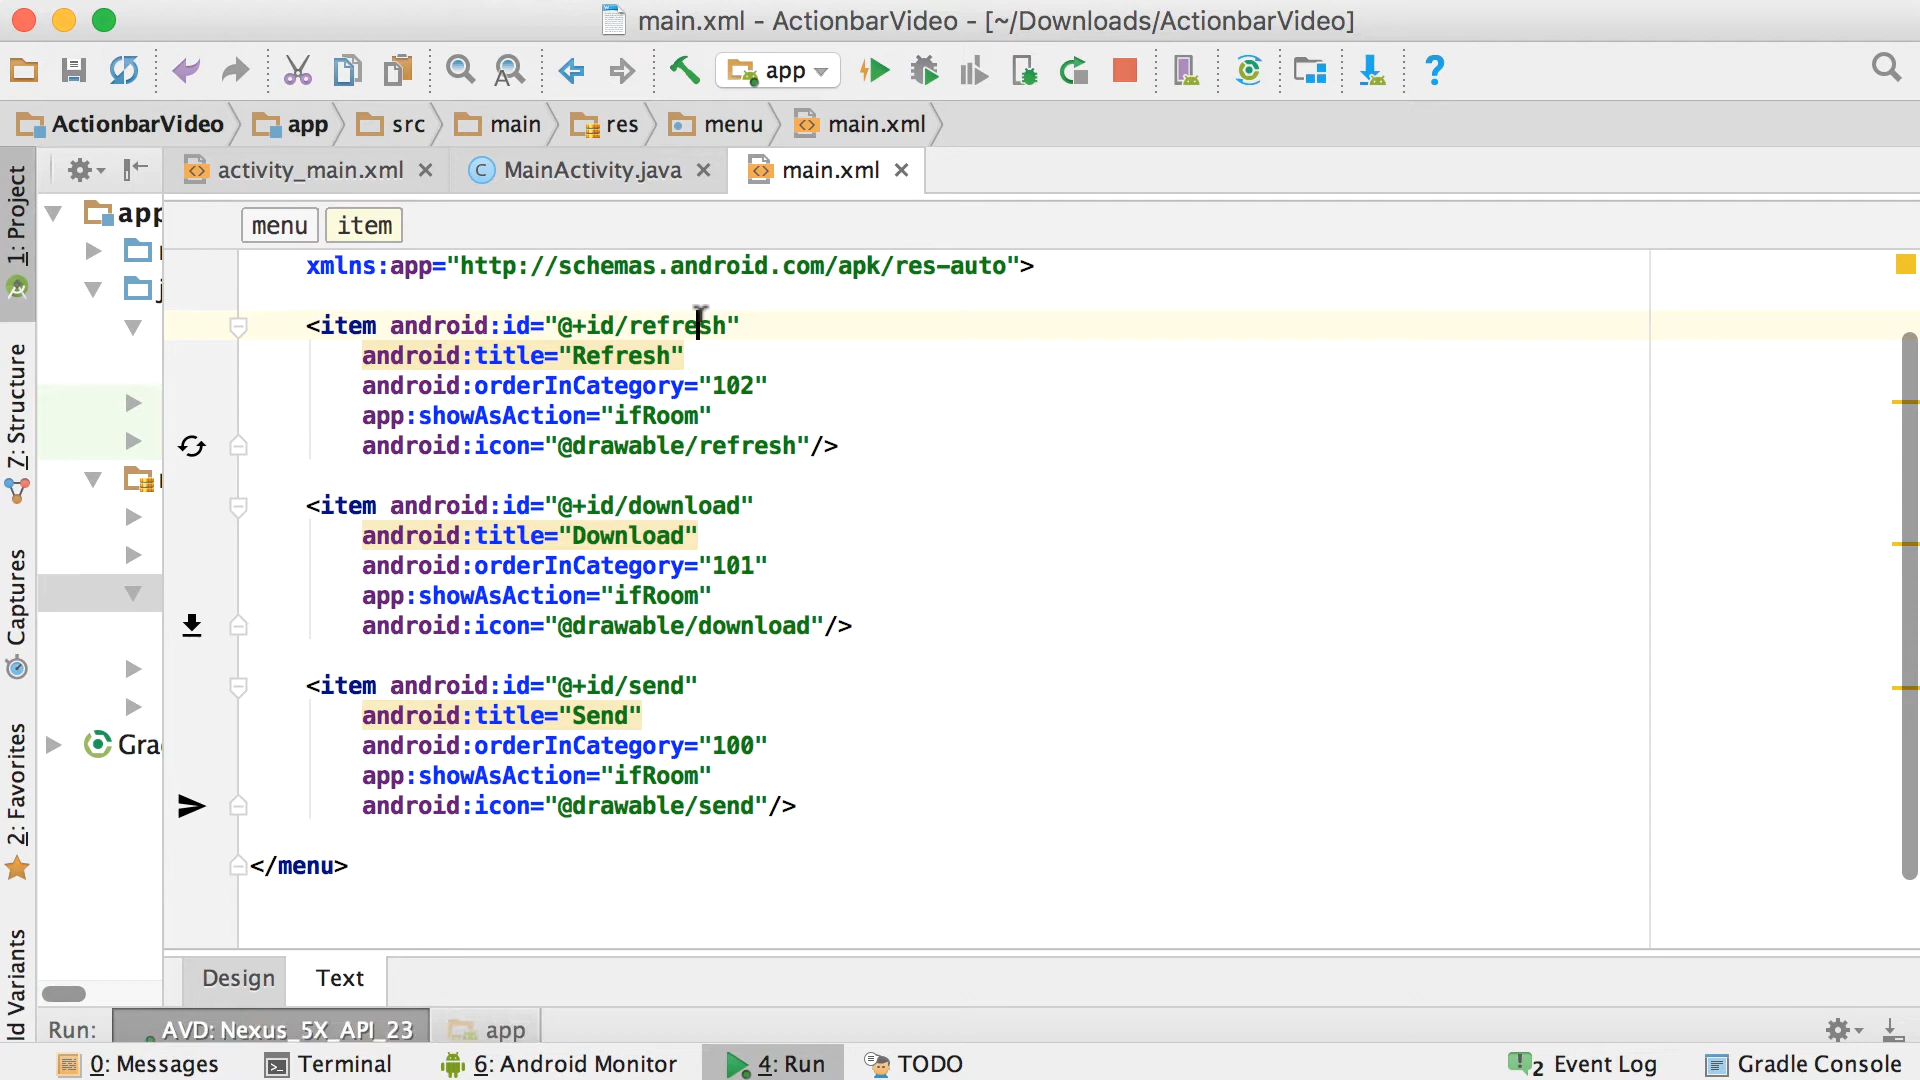 main.xml - ActionbarVideo - [~/Downloads/ActionbarVideo]
app
ActionbarVideo app src main res menu main.xml
activity_main.xml MainActivity.java main.xml
1: Project
Z: Structure
Captures
2: Favorites
ld Variants
app
Gra
menu item
xmlns:app="http://schemas.android.com/apk/res-auto">
<item android:id="@+id/refresh"
android:title="Refresh"
android:orderInCategory="102"
app:showAsAction="ifRoom"
android:icon="@drawable/refresh"/>
<item android:id="@+id/download"
android:title="Download"
android:orderInCategory="101"
app:showAsAction="ifRoom"
android:icon="@drawable/download"/>
<item android:id="@+id/send"
android:title="Send"
android:orderInCategory="100"
app:showAsAction="ifRoom"
android:icon="@drawable/send"/>
</menu>
Design Text
Run: AVD: Nexus_5X_API_23 app
0: Messages Terminal 6: Android Monitor 4: Run TODO 2 Event Log Gradle Console